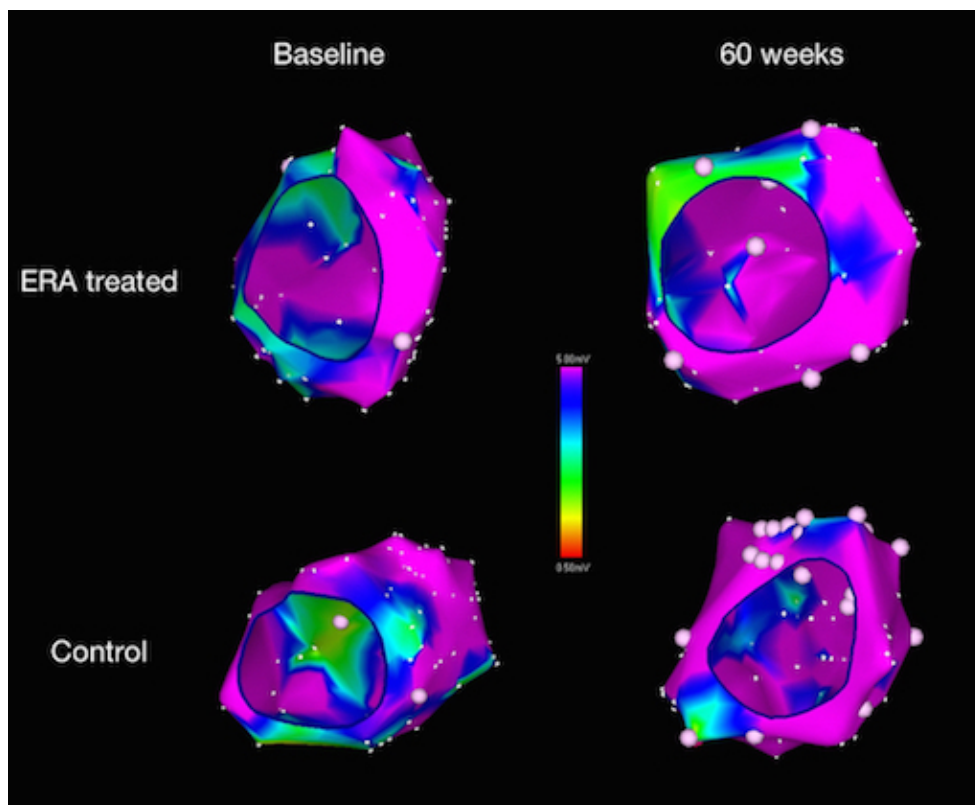 Baseline
60 weeks
ERA treated
5.00mV
0.50mV
Control